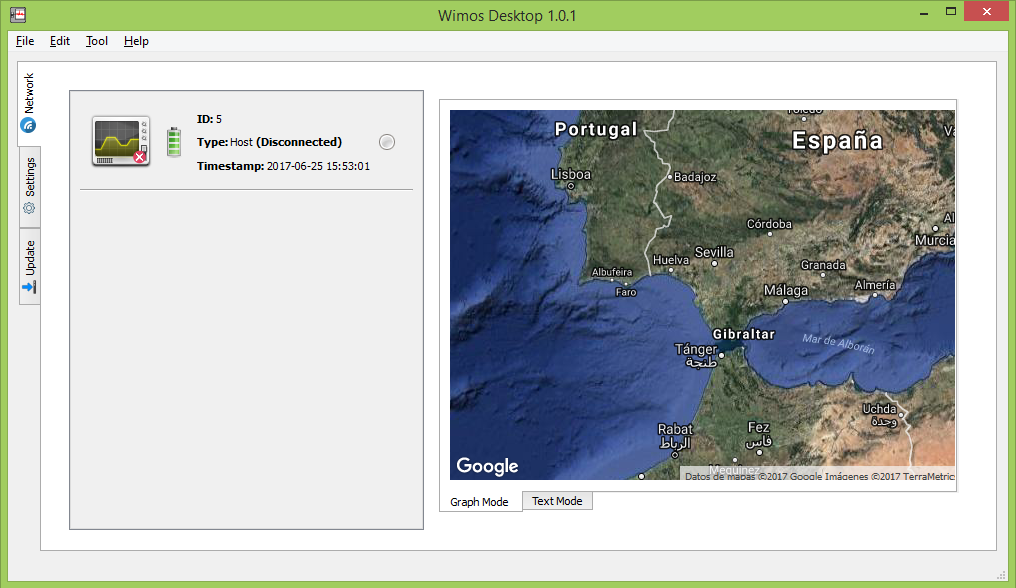 Wimos Desktop 1.0.1
File Edit Tool Help
Network
Settings
Update
ID: 5
Type: Host (Disconnected)
Timestamp: 2017-06-25 15:53:01
Toledo
Portugal
España
Lisboa
Badajoz
Córdoba
Murcia
Huelva
Sevilla
Albufeira
Granada
Faro
Málaga
Almería
Gibraltar
Mar de Alborán
Tánger
طنجة
Uchda
وجدة
Rabat
الرباط
Fez
فاس
Mequinez
Google
Datos de mapas ©2017 Google Imágenes ©2017 TerraMetric
Graph Mode
Text Mode